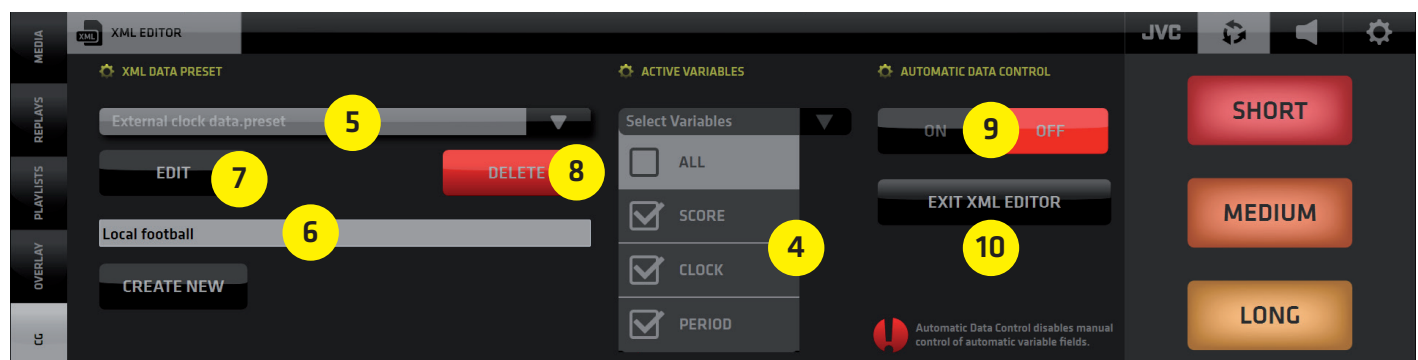 MEDIA
REPLAYS
PLAYLISTS
OVERLAY
CG
XML
XML EDITOR
JVC
XML DATA PRESET
External clock data.preset
5
EDIT
7
DELETE
8
Local football
6
CREATE NEW
ACTIVE VARIABLES
Select Variables
ALL
SCORE
CLOCK
PERIOD
4
AUTOMATIC DATA CONTROL
ON
9
OFF
EXIT XML EDITOR
10
Automatic Data Control disables manual
control of automatic variable fields.
SHORT
MEDIUM
LONG